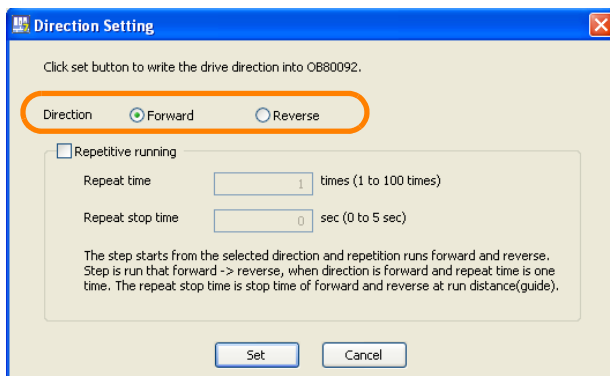 Direction Setting
Click set button to write the drive direction into OB80092.
Direction Forward Reverse
Repetitive running
Repeat time 1 times (1 to 100 times)
Repeat stop time 0 sec (0 to 5 sec)
The step starts from the selected direction and repetition runs forward and reverse.
Step is run that forward -> reverse, when direction is forward and repeat time is one
time. The repeat stop time is stop time of forward and reverse at run distance(guide).
Set Cancel